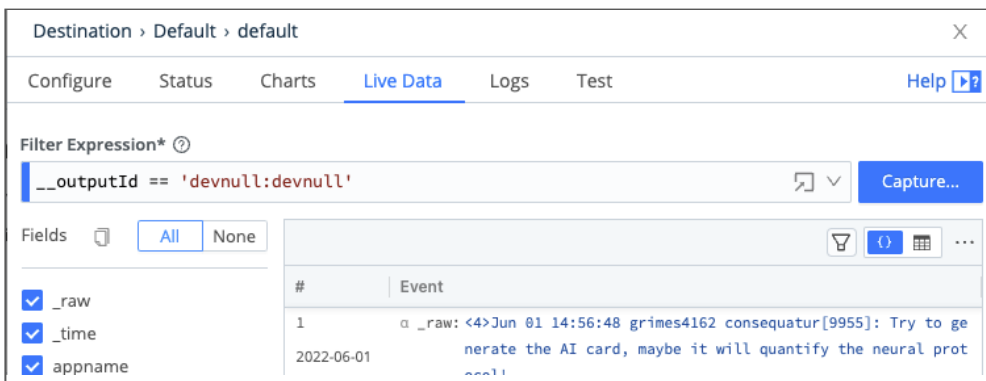 Destination › Default › default
Configure Status Charts Live Data Logs Test Help
Filter Expression*
__outputId == 'devnull:devnull'
Capture...
Fields All None
# Event
_raw
_time
appname
1 α _raw: <4>Jun 01 14:56:48 grimes4162 consequatur[9955]: Try to ge
2022-06-01 nerate the AI card, maybe it will quantify the neural prot
ocol!